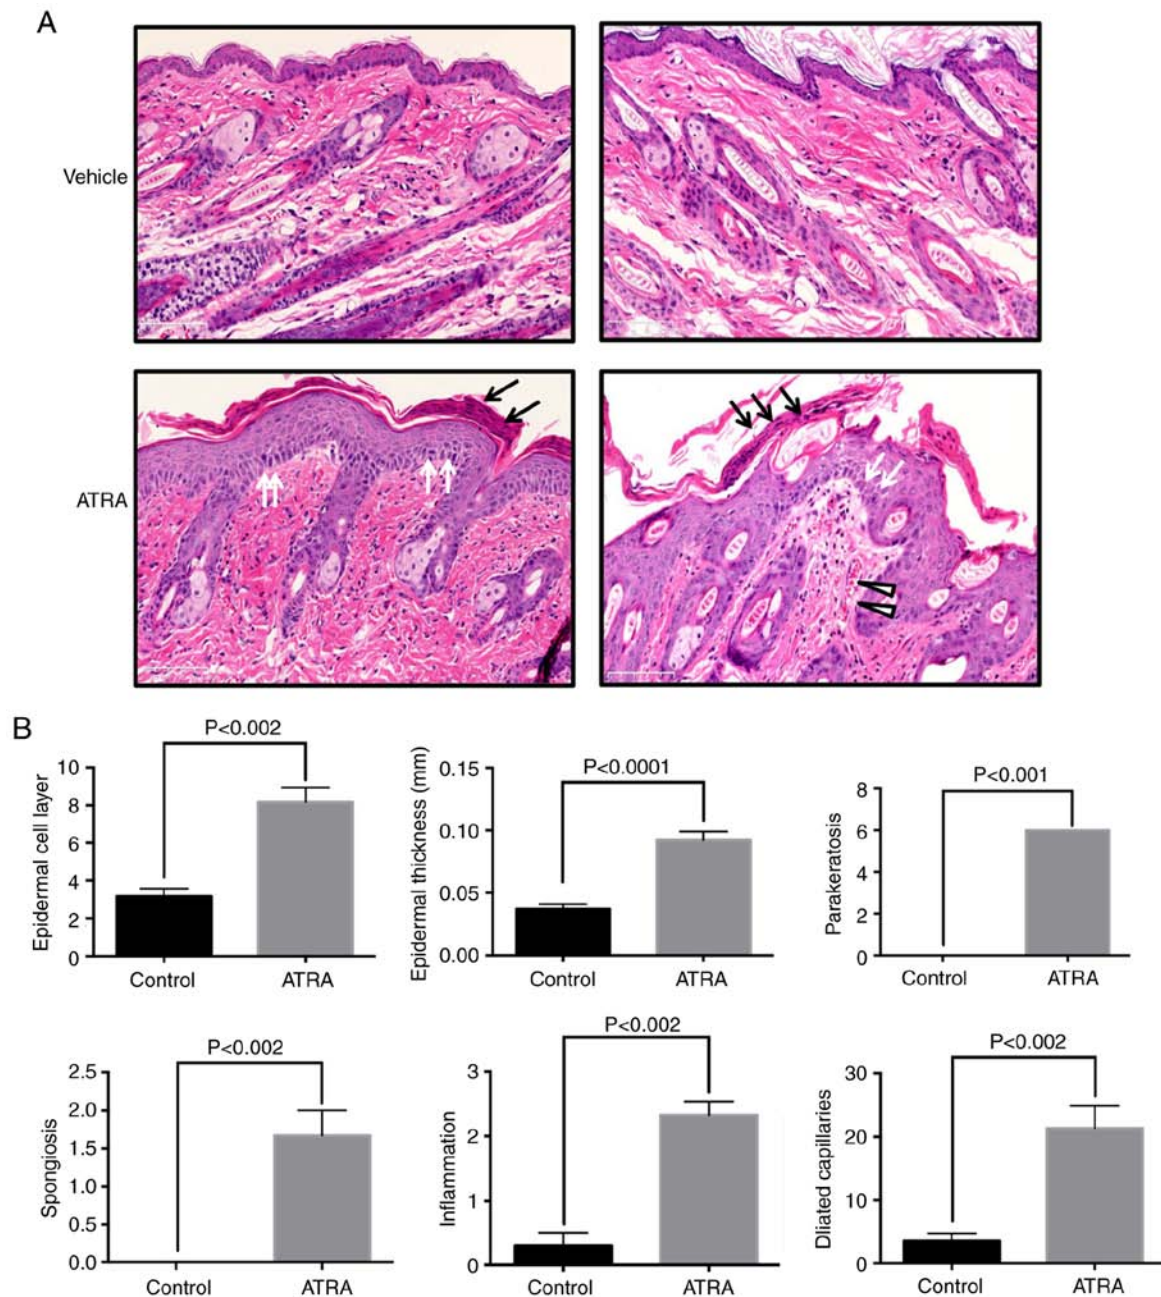 A
Vehicle
ATRA
B
P<0.002
Epidermal cell layer
10
8
6
4
2
0
Control
ATRA
P<0.0001
Epidermal thickness (mm)
0.15
0.10
0.05
0.00
Control
ATRA
P<0.001
Parakeratosis
8
6
4
2
0
Control
ATRA
P<0.002
Spongiosis
2.5
2.0
1.5
1.0
0.5
0.0
Control
ATRA
P<0.002
Inflammation
3
2
1
0
Control
ATRA
P<0.002
Dliated capillaries
30
20
10
0
Control
ATRA